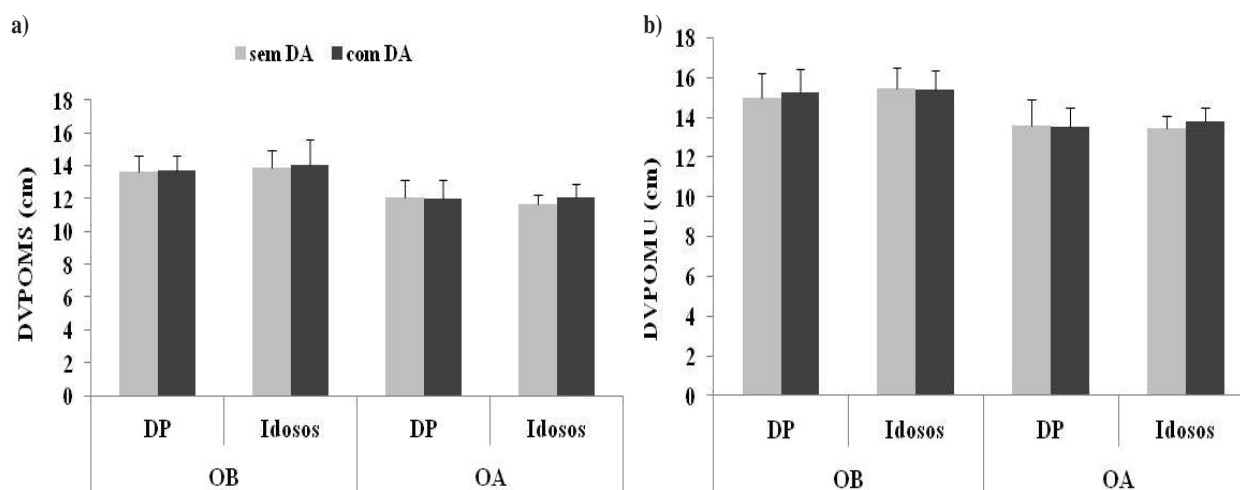 a)
sem DA com DA
DVPOMS (cm)
18
16
14
12
10
8
6
4
2
0
DP Idosos DP Idosos
OB OA
b)
DVPOMU (cm)
18
16
14
12
10
8
6
4
2
0
DP Idosos DP Idosos
OB OA